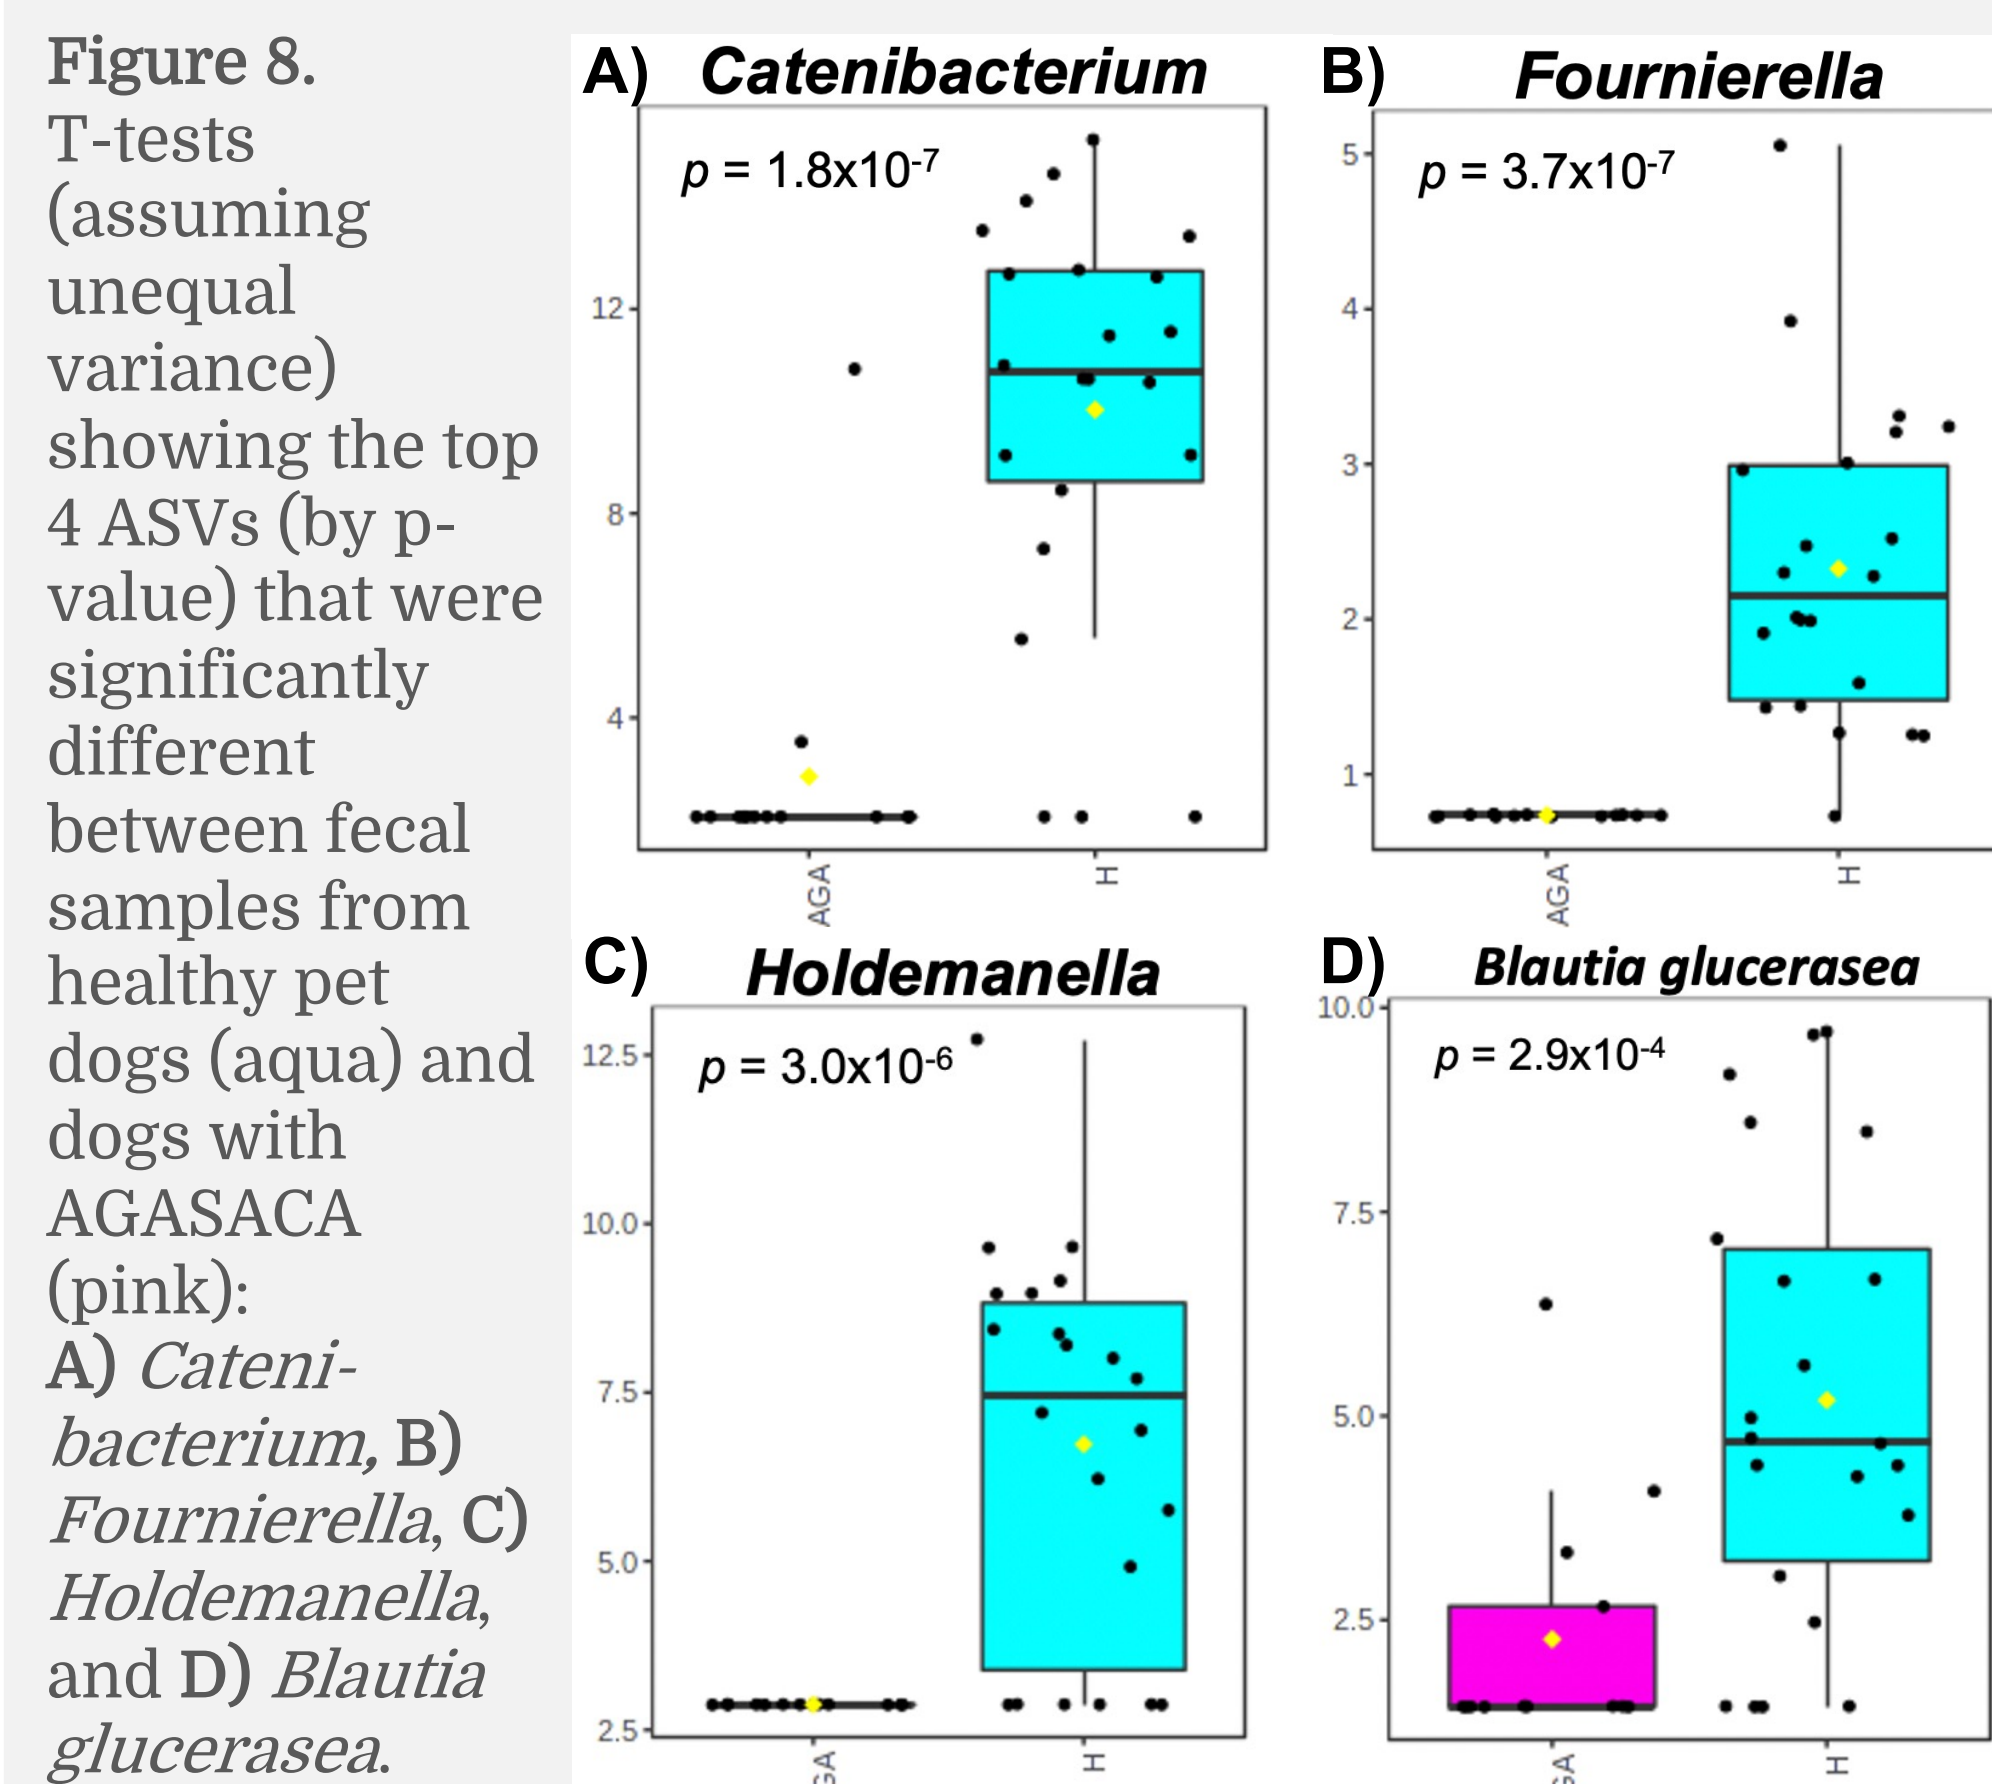 Figure 8.
T-tests
(assuming
unequal
variance)
showing the top
4 ASVs (by p-
value) that were
significantly
different
between fecal
samples from
healthy pet
dogs (aqua) and
dogs with
AGASACA
(pink):
A) Cateni-
bacterium, B)
Fournierella, C)
Holdemanella,
and D) Blautia
glucerasea.
A) Catenibacterium
p = 1.8x10-7
12
8
4
AGA
H
B) Fournierella
p = 3.7x10-7
5
4
3
2
1
AGA
H
C) Holdemanella
p = 3.0x10-6
12.5
10.0
7.5
5.0
2.5
GA
H
D) Blautia glucerasea
p = 2.9x10-4
10.0
7.5
5.0
2.5
GA
H